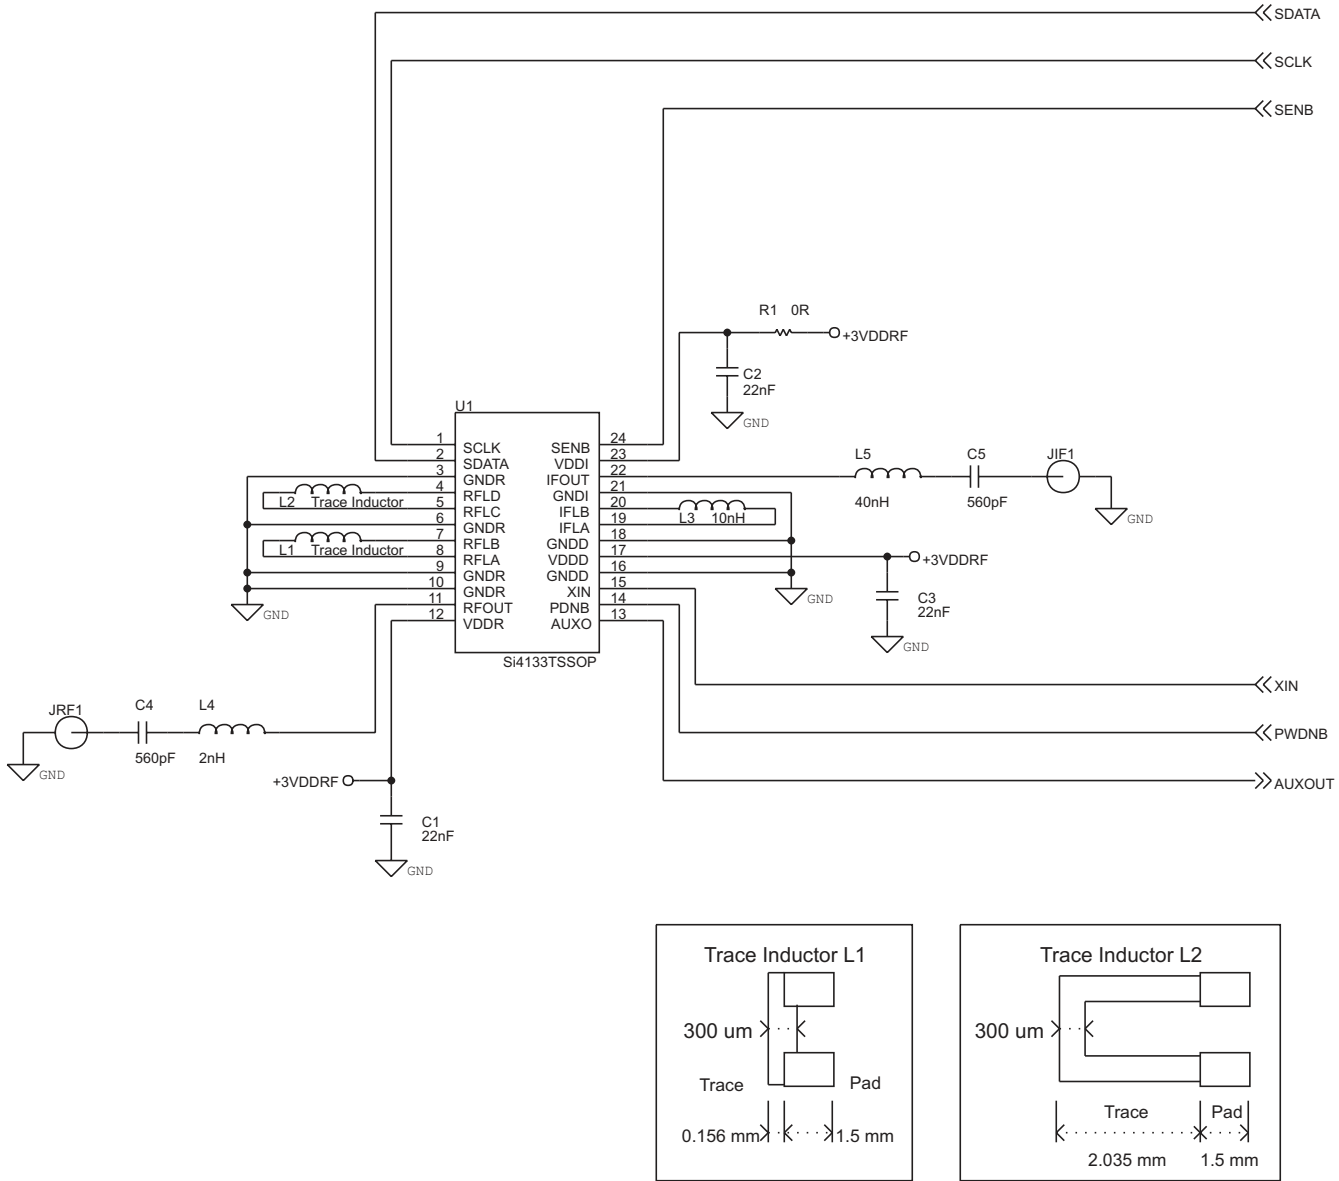 SDATA
SCLK
SENB
R1 0R
+3VDDRF
C2
22nF
GND
U1
1 SCLK SENB 24
2 SDATA VDDI 23
3 GNDR IFOUT 22
4 RFLD GNDI 21
5 RFLC IFLB 20
6 GNDR IFLA 19
7 RFLB GNDD 18
8 RFLA VDDD 17
9 GNDR GNDD 16
10 GNDR XIN 15
11 RFOUT PDNB 14
12 VDDR AUXO 13
Si4133TSSOP
L2 Trace Inductor
L1 Trace Inductor
GND
L5 C5 JIF1
40nH 560pF
GND
L3 10nH
+3VDDRF
GND
C3
22nF
GND
XIN
PWDNB
AUXOUT
JRF1 C4 L4
560pF 2nH
GND
+3VDDRF
C1
22nF
GND
Trace Inductor L1
300 um
Trace Pad
0.156 mm 1.5 mm
Trace Inductor L2
300 um
Trace Pad
2.035 mm 1.5 mm